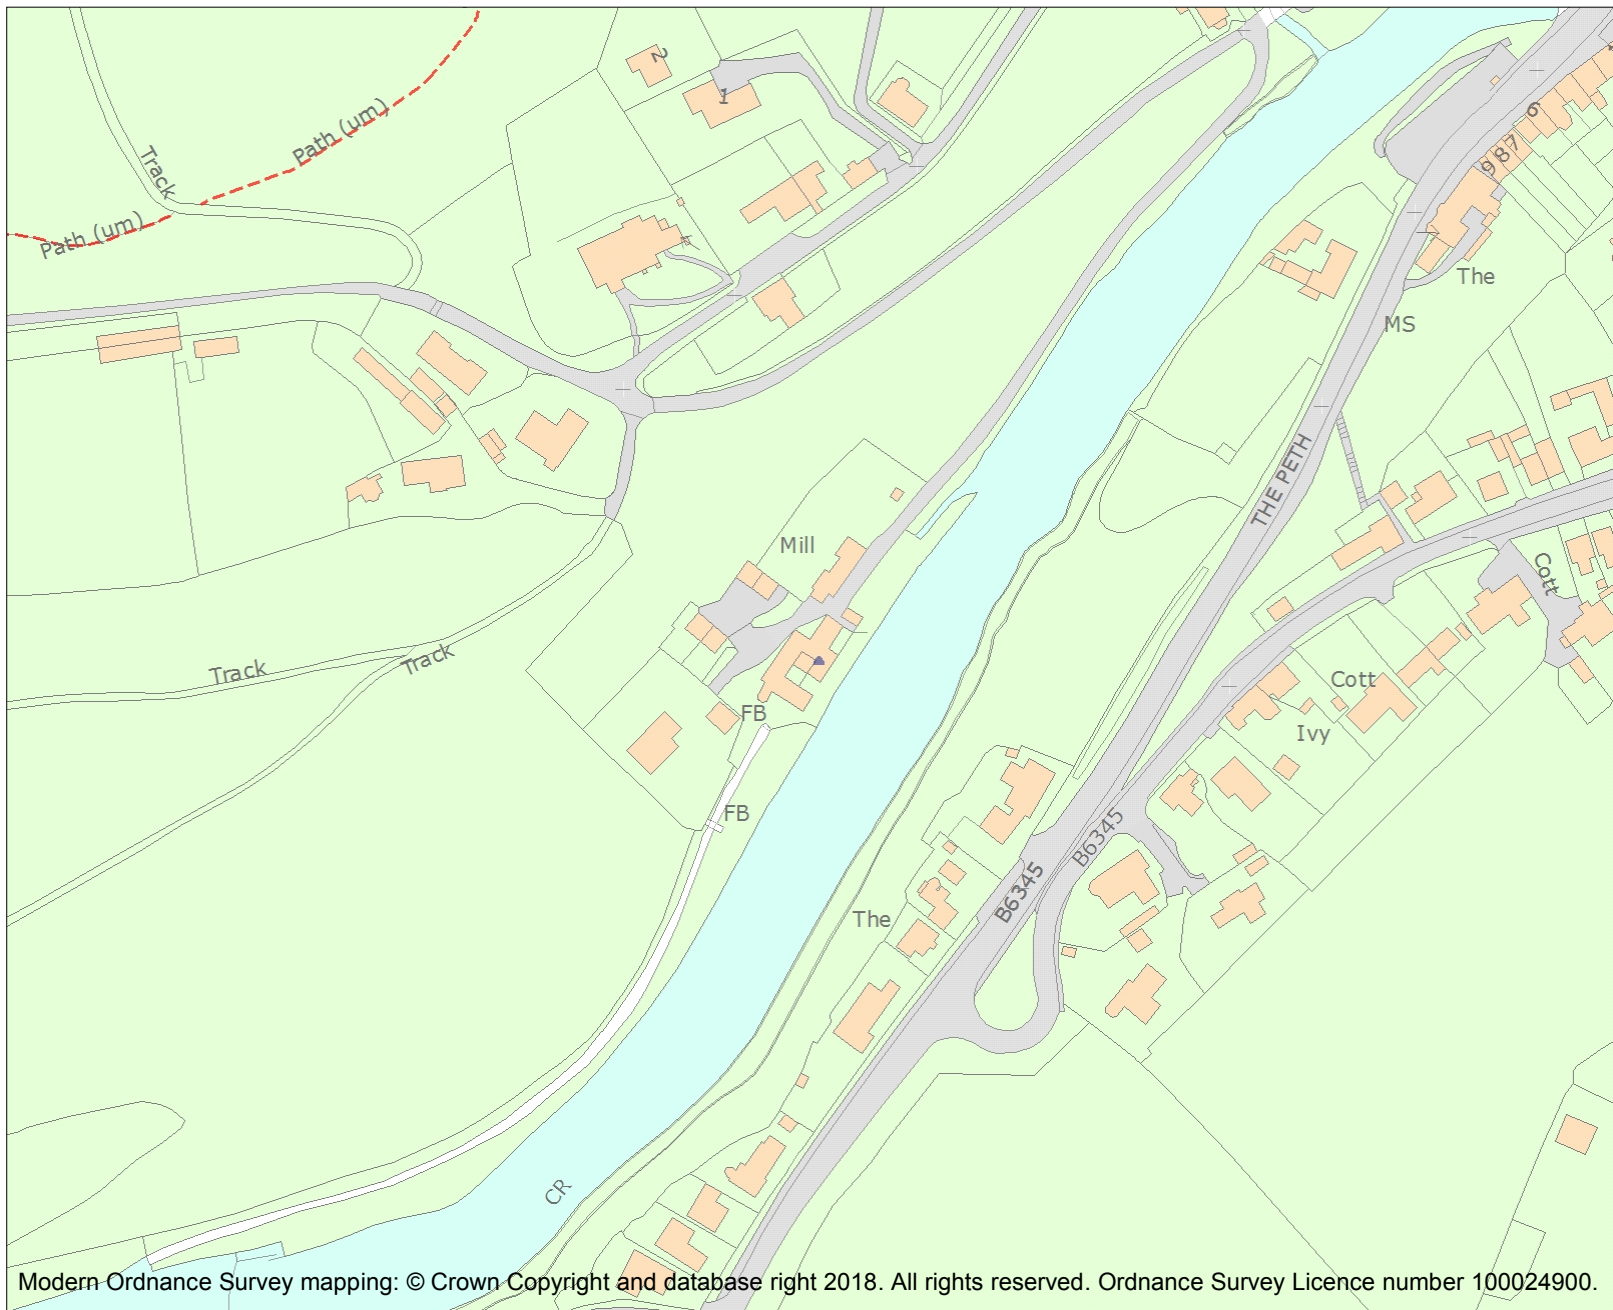 2
1
Path (um)
Track
Path (um)
6
7
8
9
The
MS
THE PETH
Mill
Cott
Track
Track
Cott
FB
Ivy
FB
B6345
B6345
The
CR
Modern Ordnance Survey mapping: © Crown Copyright and database right 2018. All rights reserved. Ordnance Survey Licence number 100024900.